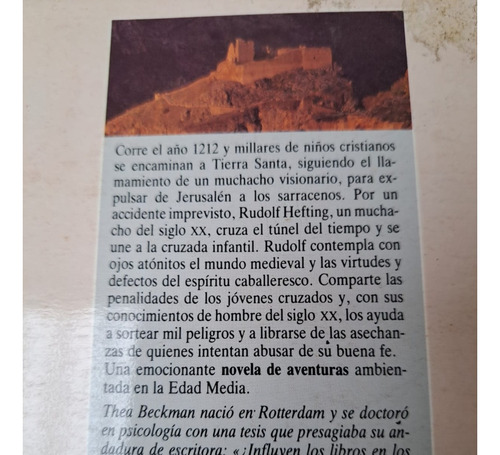 Corre el año 1212 y millares de niños cristianos
se encaminan a Tierra Santa, siguiendo el lla-
mamiento de un muchacho visionario, para ex-
pulsar de Jerusalén a los sarracenos. Por un
accidente imprevisto, Rudolf Hefting, un mucha-
cho del siglo XX, cruza el túnel del tiempo y se
une a la cruzada infantil. Rudolf contempla con
ojos atónitos el mundo medieval y las virtudes y
defectos del espíritu caballeresco. Comparte las
penalidades de los jóvenes cruzados y, con sus
conocimientos de hombre del siglo XX, los ayuda
a sortear mil peligros y a librarse de las asechan-
zas de quienes intentan abusar de su buena fe.
Una emocionante novela de aventuras ambien-
tada en la Edad Media.
Thea Beckman nació en Rotterdam y se doctoró
en psicología con una tesis que presagiaba su an-
dadura de escritora: «¿Influyen los libros en los